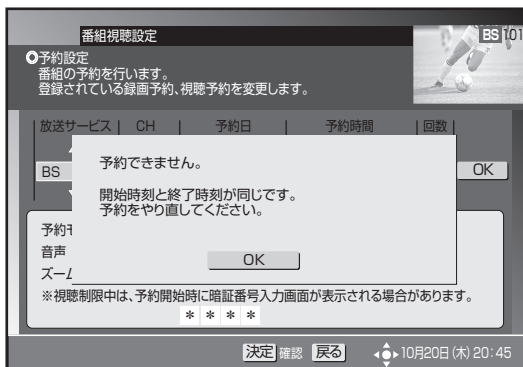 番組視聴設定
BS 101
予約設定
番組の予約を行います。
登録されている録画予約、視聴予約を変更します。
放送サービス | CH | 予約日 | 予約時間 | 回数 |
BS OK
予約できません。
開始時刻と終了時刻が同じです。
予約をやり直してください。
OK
予約
音声
ズーム
※視聴制限中は、予約開始時に暗証番号入力画面が表示される場合があります。
* * * *
決定 確認 戻る 10月20日(木)20:45